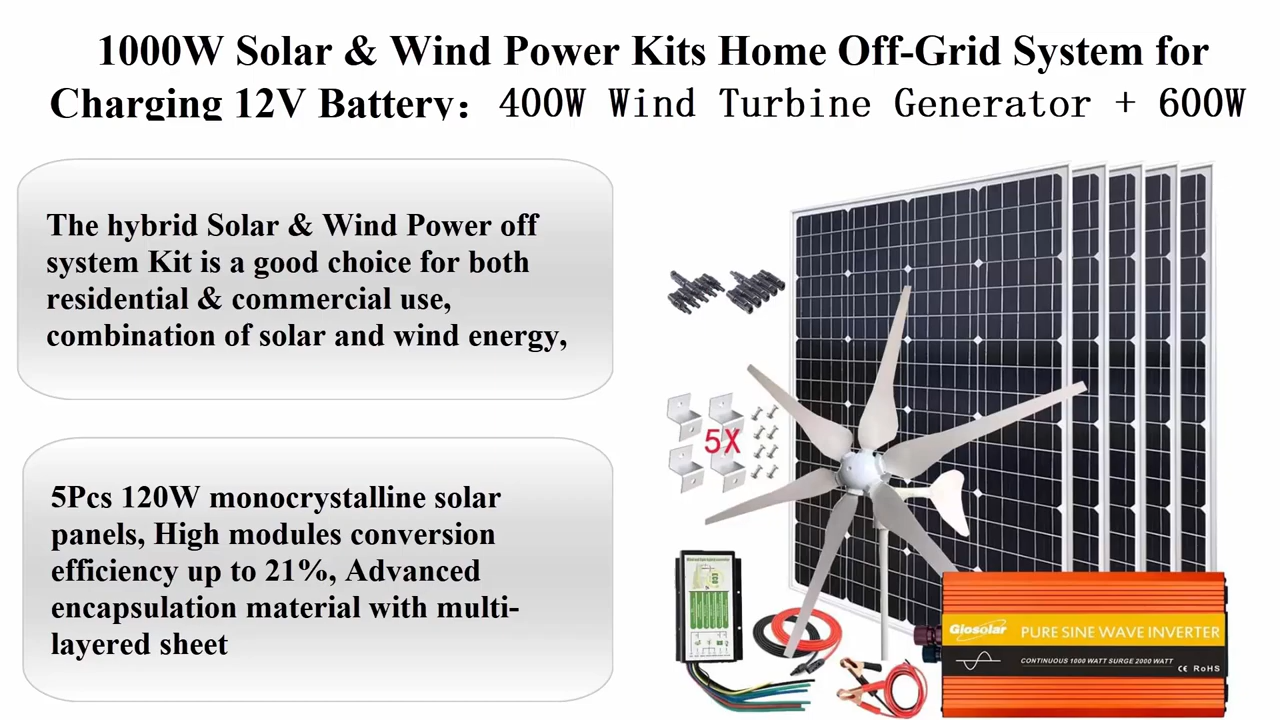 1000W Solar & Wind Power Kits Home Off-Grid System for
Charging 12V Battery：400W Wind Turbine Generator + 600W
The hybrid Solar & Wind Power off
system Kit is a good choice for both
residential & commercial use,
combination of solar and wind energy,
5Pcs 120W monocrystalline solar
panels, High modules conversion
efficiency up to 21%, Advanced
encapsulation material with multi-
layered sheet
5X
Giosolar
PURE SINE WAVE INVERTER
CONTINUOUS 1000 WATT SURGE 2000 WATT
CE RoHS